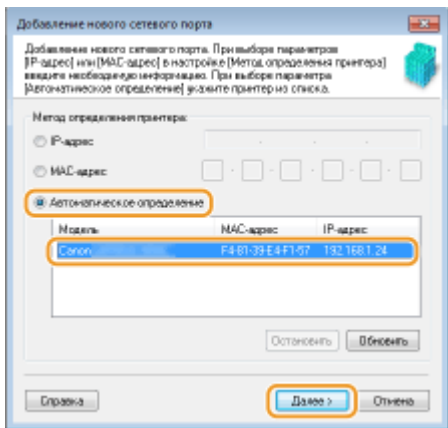 Добавление нового сетевого порта
Добавление нового сетевого порта. При выборе параметров
[IP-адрес] или [MAC-адрес] в настройке [Метод определения принтера]
введите необходимую информацию. При выборе параметра
[Автоматическое определение] укажите принтер из списка.
Метод определения принтера:
IP-адрес
MAC-адрес
Автоматическое определение
Модель MAC-адрес IP-адрес
Canon F4-81-39-E4-F1-57 192.168.1.24
Остановить Обновить
Справка Далее > Отмена